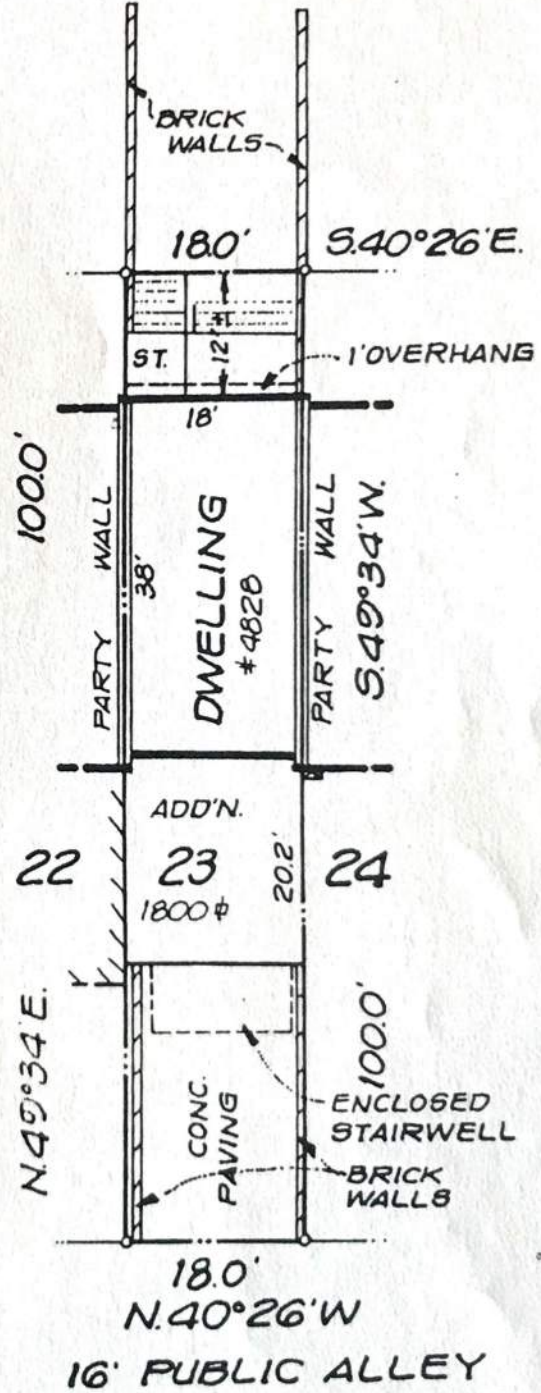 BRICK
WALLS
18.0' S.40°26'E.
12'±
ST.
1' OVERHANG
18'
100.0'
PARTY WALL
38'
DWELLING
#4828
PARTY WALL
S.49°34'W.
ADD'N.
22 23 24
1800 ⌽
20.2'
N.49°34'E.
100.0'
CONC.
PAVING
ENCLOSED
STAIRWELL
BRICK
WALLS
18.0'
N.40°26'W
16' PUBLIC ALLEY